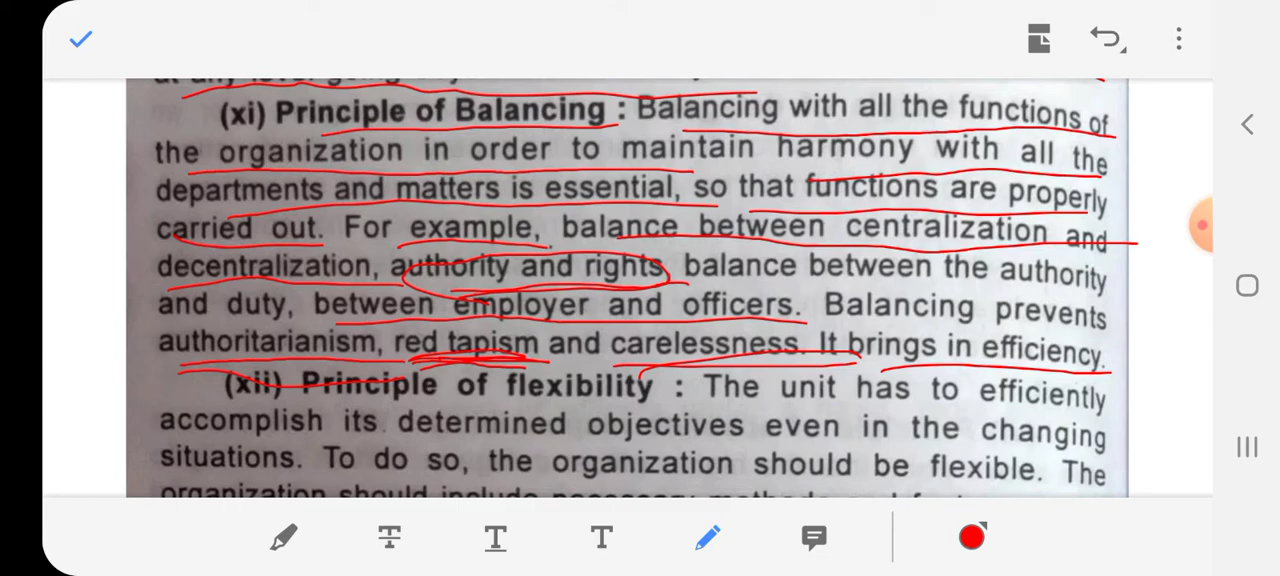 (xi) Principle of Balancing : Balancing with all the functions of
the organization in order to maintain harmony with all the
departments and matters is essential, so that functions are properly
carried out. For example, balance between centralization and
decentralization, authority and rights balance between the authority
and duty, between employer and officers. Balancing prevents
authoritarianism, red tapism and carelessness. It brings in efficiency.
(xii) Principle of flexibility : The unit has to efficiently
accomplish its determined objectives even in the changing
situations. To do so, the organization should be flexible. The
organization should include necessary